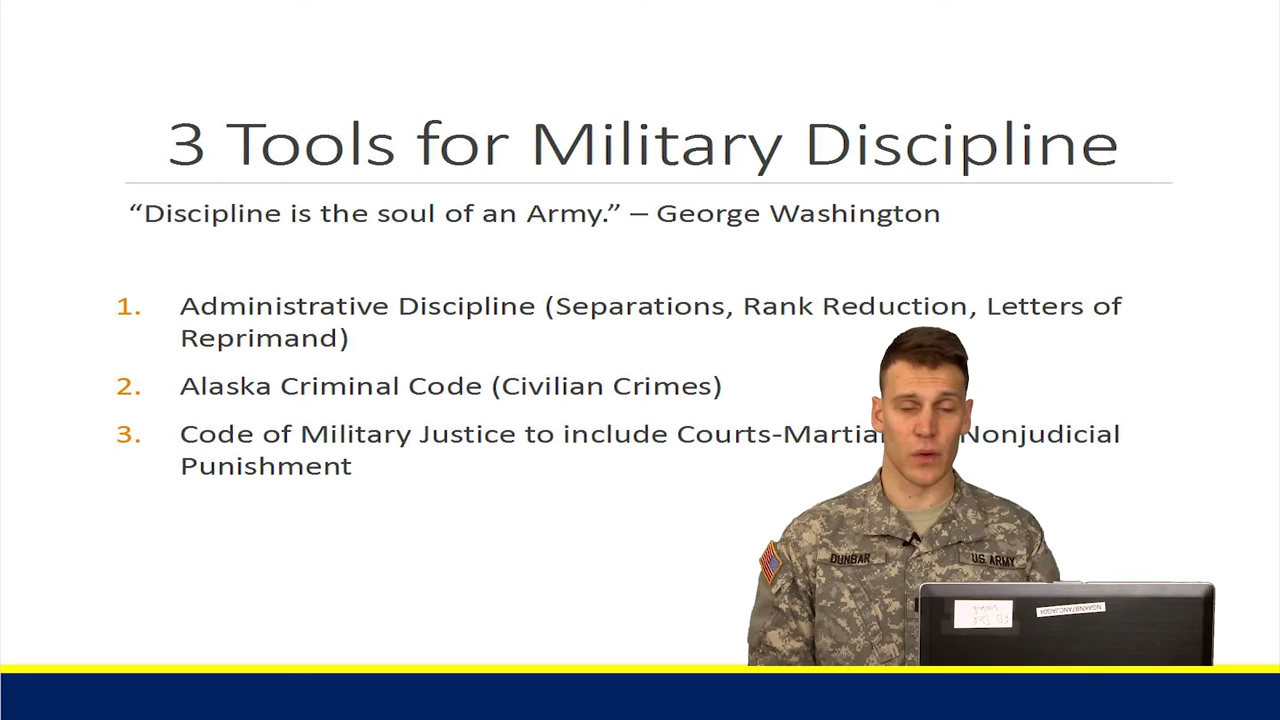 3 Tools for Military Discipline
“Discipline is the soul of an Army.” – George Washington
1. Administrative Discipline (Separations, Rank Reduction, Letters of
Reprimand)
2. Alaska Criminal Code (Civilian Crimes)
3. Code of Military Justice to include Courts-Martial Nonjudicial
Punishment
DUNBAR
U.S. ARMY